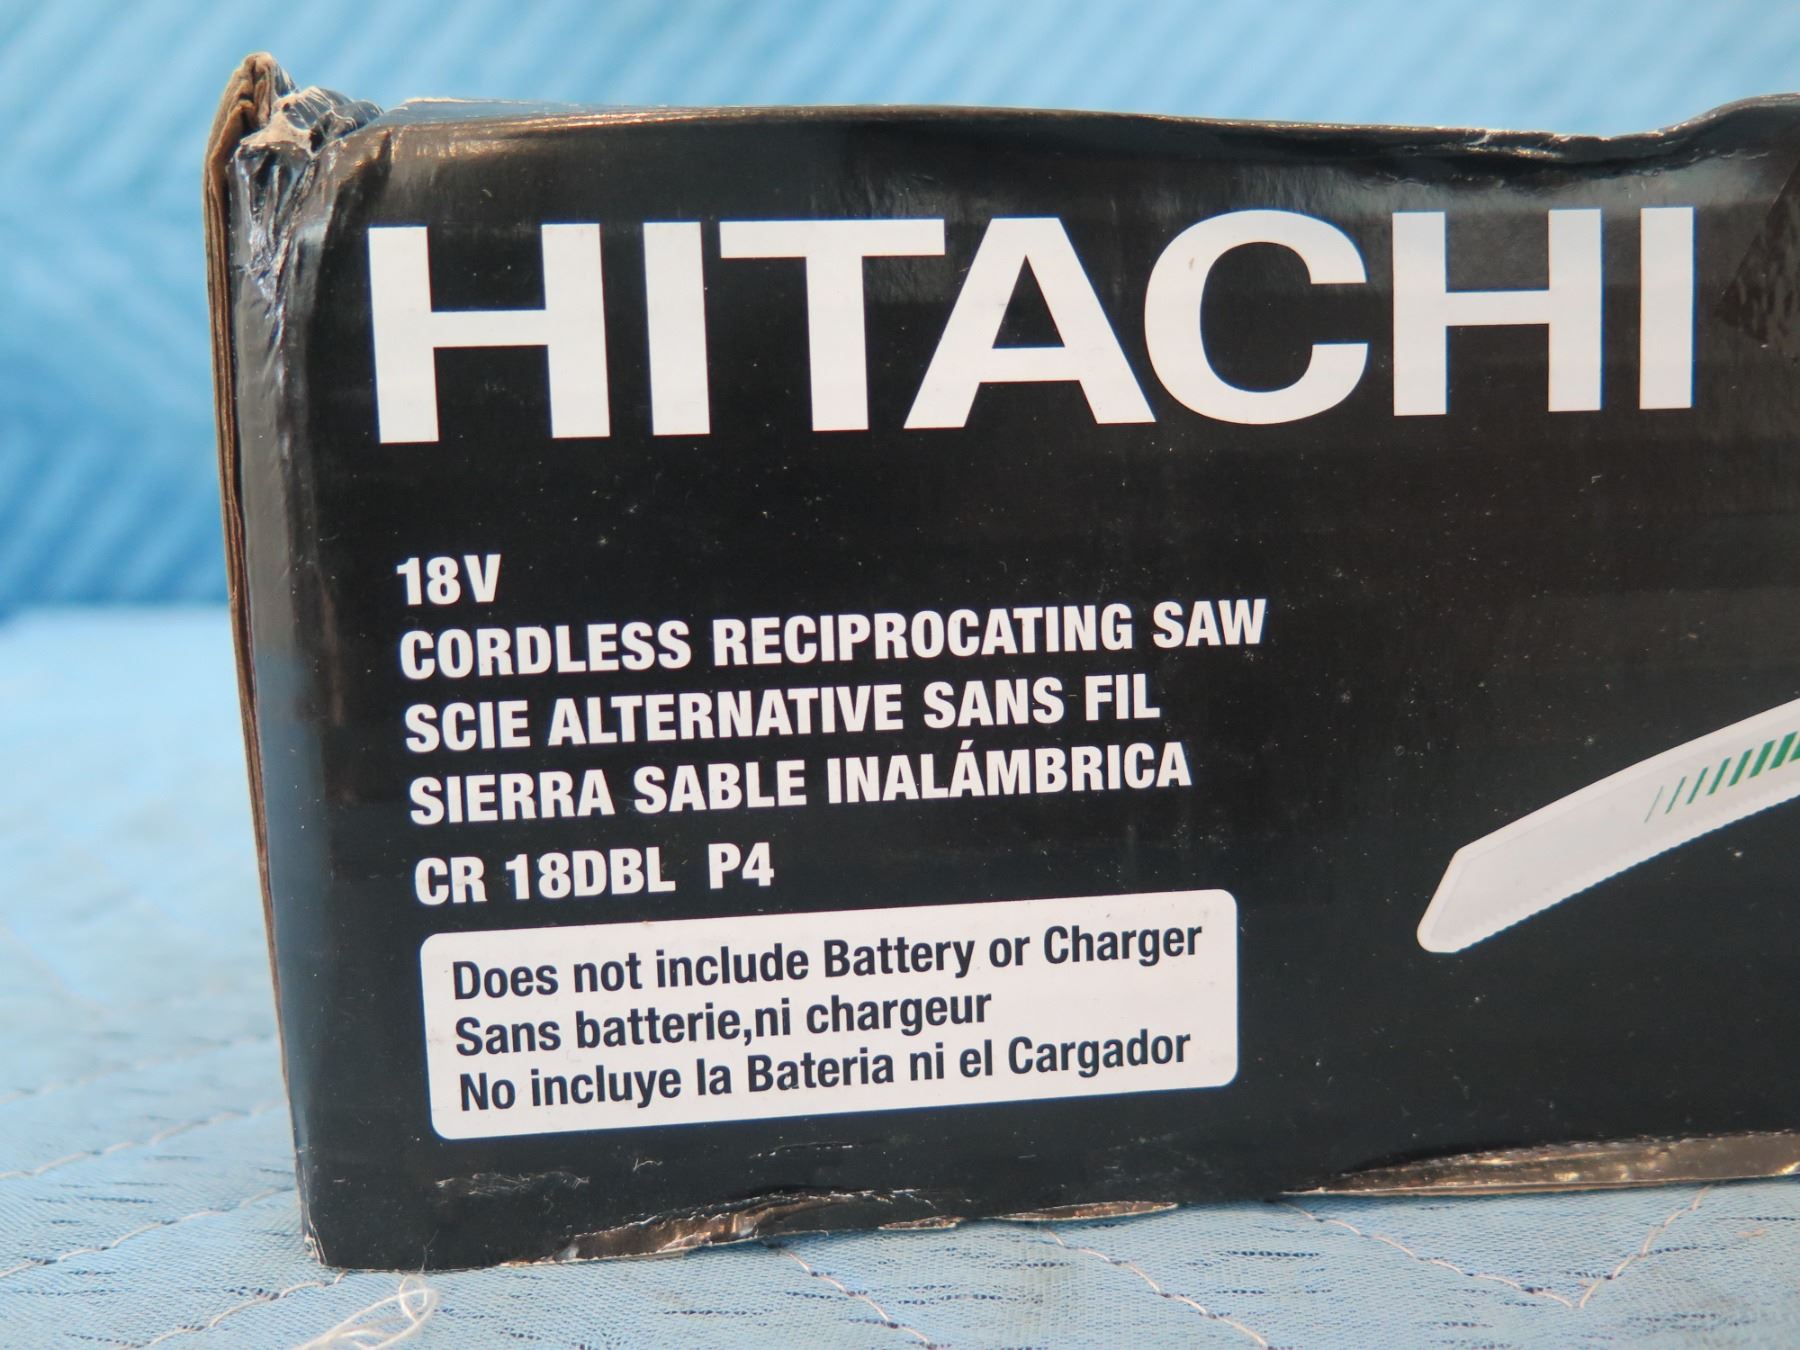 HITACHI
18V
CORDLESS RECIPROCATING SAW
SCIE ALTERNATIVE SANS FIL
SIERRA SABLE INALÁMBRICA
CR 18DBL P4
Does not include Battery or Charger
Sans batterie,ni chargeur
No incluye la Bateria ni el Cargador